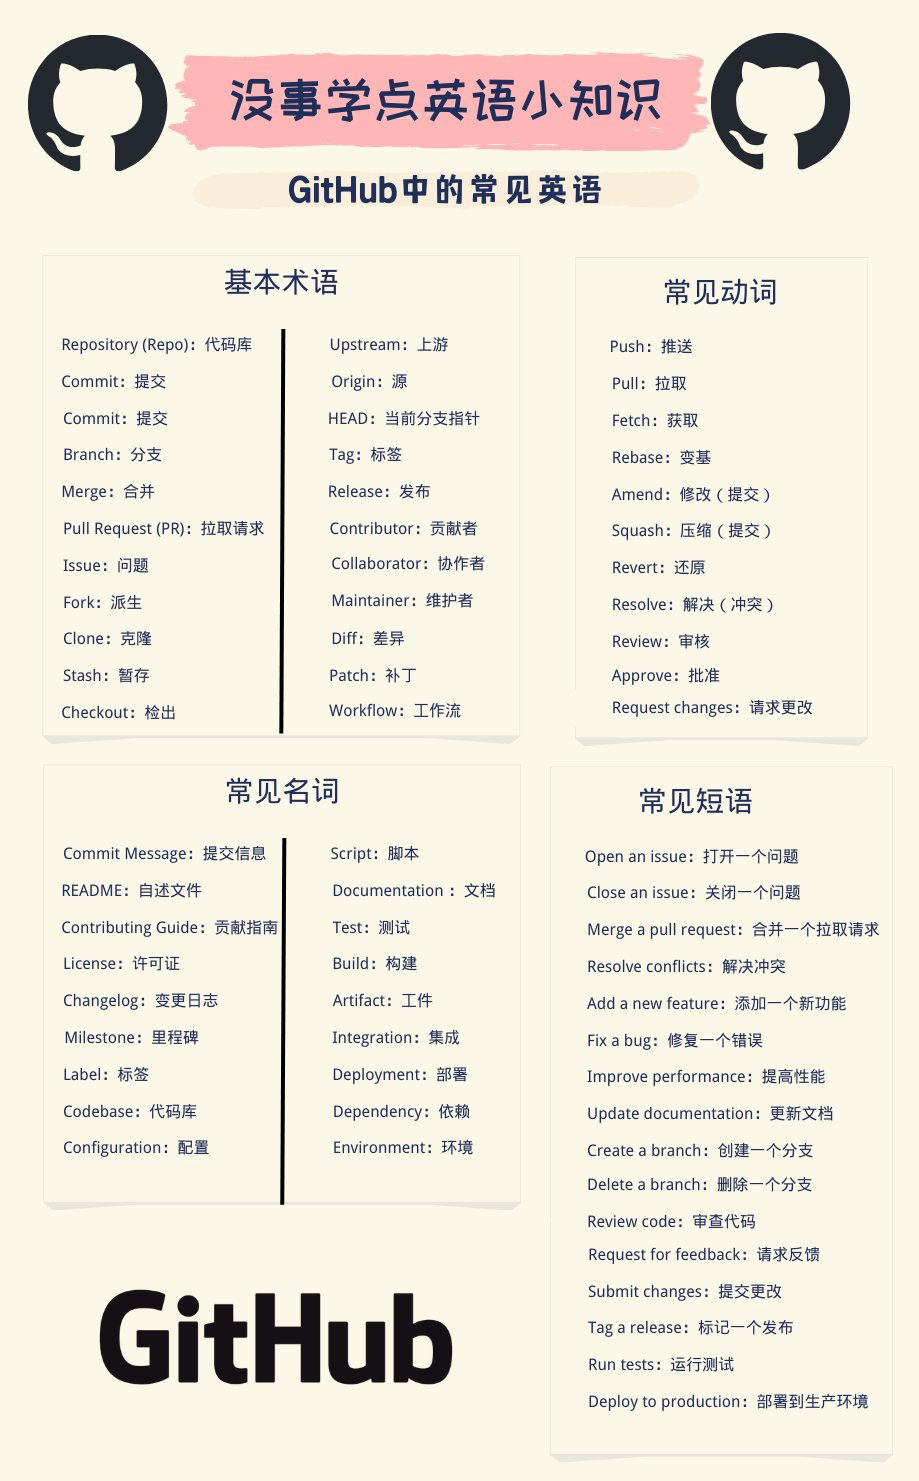 没事学点英语小知识
GitHub中的常见英语
基本术语
Repository (Repo)：代码库
Commit：提交
Commit：提交
Branch：分支
Merge：合并
Pull Request (PR)：拉取请求
Issue：问题
Fork：派生
Clone：克隆
Stash：暂存
Checkout：检出
Upstream：上游
Origin：源
HEAD：当前分支指针
Tag：标签
Release：发布
Contributor：贡献者
Collaborator：协作者
Maintainer：维护者
Diff：差异
Patch：补丁
Workflow：工作流
常见动词
Push：推送
Pull：拉取
Fetch：获取
Rebase：变基
Amend：修改（提交）
Squash：压缩（提交）
Revert：还原
Resolve：解决（冲突）
Review：审核
Approve：批准
Request changes：请求更改
常见名词
Commit Message：提交信息
README：自述文件
Contributing Guide：贡献指南
License：许可证
Changelog：变更日志
Milestone：里程碑
Label：标签
Codebase：代码库
Configuration：配置
Script：脚本
Documentation ：文档
Test：测试
Build：构建
Artifact：工件
Integration：集成
Deployment：部署
Dependency：依赖
Environment：环境
常见短语
Open an issue：打开一个问题
Close an issue：关闭一个问题
Merge a pull request：合并一个拉取请求
Resolve conflicts：解决冲突
Add a new feature：添加一个新功能
Fix a bug：修复一个错误
Improve performance：提高性能
Update documentation：更新文档
Create a branch：创建一个分支
Delete a branch：删除一个分支
Review code：审查代码
Request for feedback：请求反馈
Submit changes：提交更改
Tag a release：标记一个发布
Run tests：运行测试
Deploy to production：部署到生产环境
GitHub